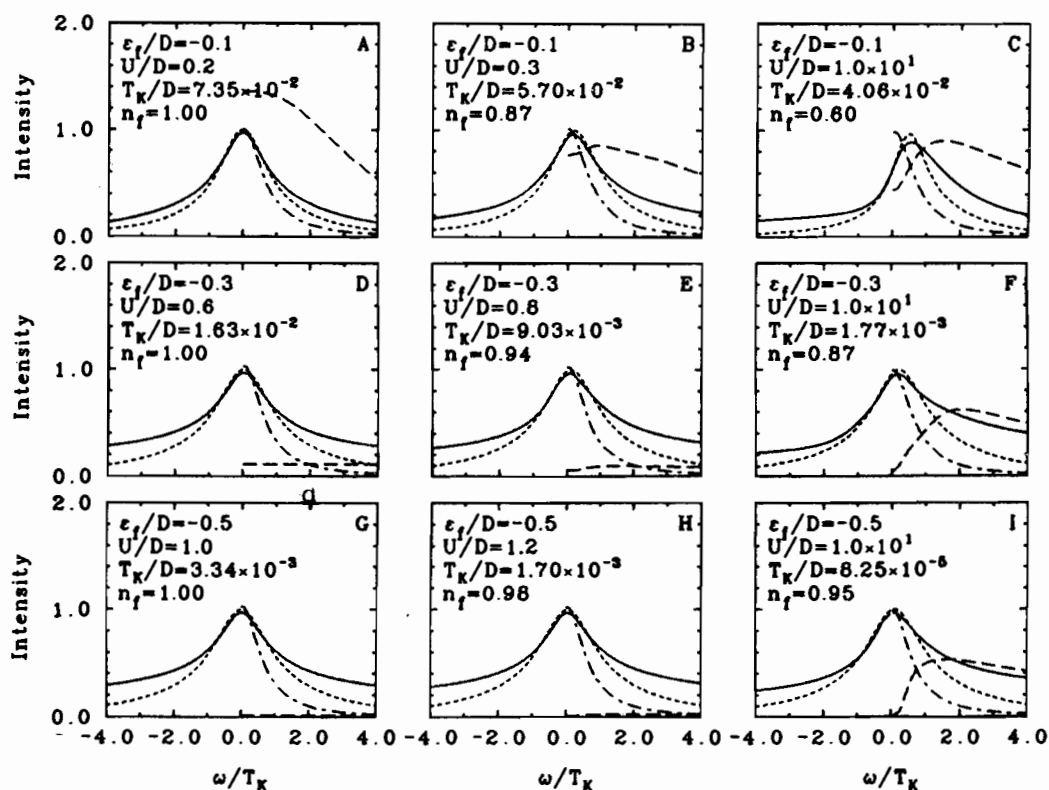 2.0
ε_f/D=-0.1 A
U/D=0.2
T_K/D=7.35×10^-2
n_f=1.00
ε_f/D=-0.1 B
U/D=0.3
T_K/D=5.70×10^-2
n_f=0.87
ε_f/D=-0.1 C
U/D=1.0×10^1
T_K/D=4.06×10^-2
n_f=0.60
Intensity
1.0
0.0
2.0
ε_f/D=-0.3 D
U/D=0.6
T_K/D=1.63×10^-2
n_f=1.00
ε_f/D=-0.3 E
U/D=0.8
T_K/D=9.03×10^-3
n_f=0.94
ε_f/D=-0.3 F
U/D=1.0×10^1
T_K/D=1.77×10^-3
n_f=0.87
Intensity
1.0
0.0
2.0
ε_f/D=-0.5 G
U/D=1.0
T_K/D=3.34×10^-3
n_f=1.00
ε_f/D=-0.5 H
U/D=1.2
T_K/D=1.70×10^-3
n_f=0.98
ε_f/D=-0.5 I
U/D=1.0×10^1
n_f=0.95
Intensity
1.0
0.0
-4.0 -2.0 0.0 2.0 4.0
-4.0 -2.0 0.0 2.0 4.0
-4.0 -2.0 0.0 2.0 4.0
ω/T_K
ω/T_K
ω/T_K